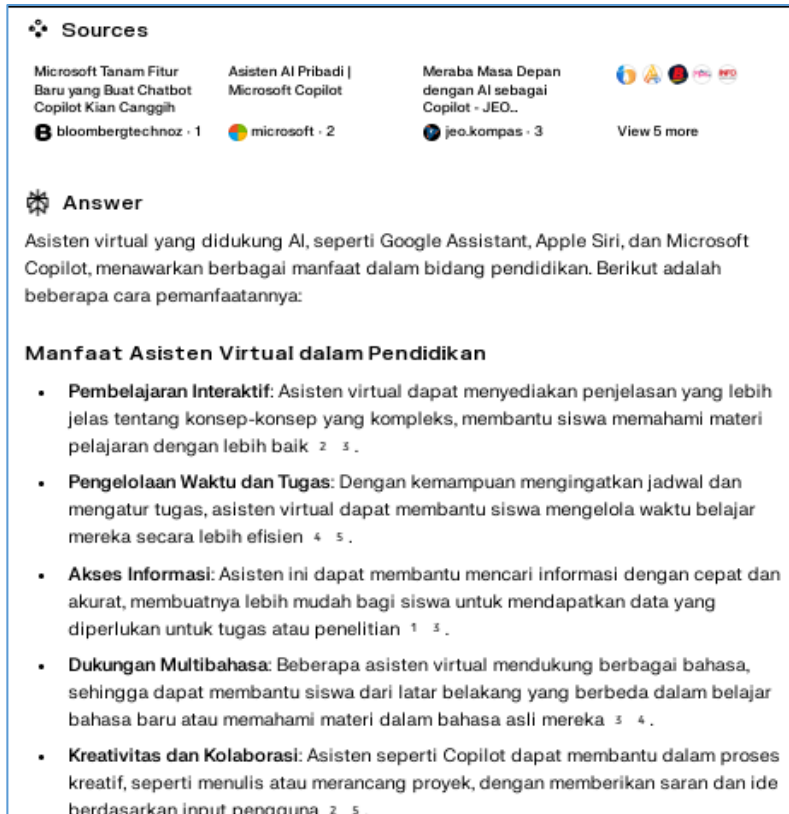 Sources
Microsoft Tanam Fitur
Baru yang Buat Chatbot
Copilot Kian Canggih
bloombergtechnoz · 1
Asisten AI Pribadi |
Microsoft Copilot
microsoft · 2
Meraba Masa Depan
dengan AI sebagai
Copilot - JEO..
jeo.kompas · 3
View 5 more
Answer
Asisten virtual yang didukung AI, seperti Google Assistant, Apple Siri, dan Microsoft
Copilot, menawarkan berbagai manfaat dalam bidang pendidikan. Berikut adalah
beberapa cara pemanfaatannya:
Manfaat Asisten Virtual dalam Pendidikan
• Pembelajaran Interaktif: Asisten virtual dapat menyediakan penjelasan yang lebih
jelas tentang konsep-konsep yang kompleks, membantu siswa memahami materi
pelajaran dengan lebih baik 2 3 .
• Pengelolaan Waktu dan Tugas: Dengan kemampuan mengingatkan jadwal dan
mengatur tugas, asisten virtual dapat membantu siswa mengelola waktu belajar
mereka secara lebih efisien 4 5 .
• Akses Informasi: Asisten ini dapat membantu mencari informasi dengan cepat dan
akurat, membuatnya lebih mudah bagi siswa untuk mendapatkan data yang
diperlukan untuk tugas atau penelitian 1 3 .
• Dukungan Multibahasa: Beberapa asisten virtual mendukung berbagai bahasa,
sehingga dapat membantu siswa dari latar belakang yang berbeda dalam belajar
bahasa baru atau memahami materi dalam bahasa asli mereka 3 4 .
• Kreativitas dan Kolaborasi: Asisten seperti Copilot dapat membantu dalam proses
kreatif, seperti menulis atau merancang proyek, dengan memberikan saran dan ide
berdasarkan input pengguna 2 5 .